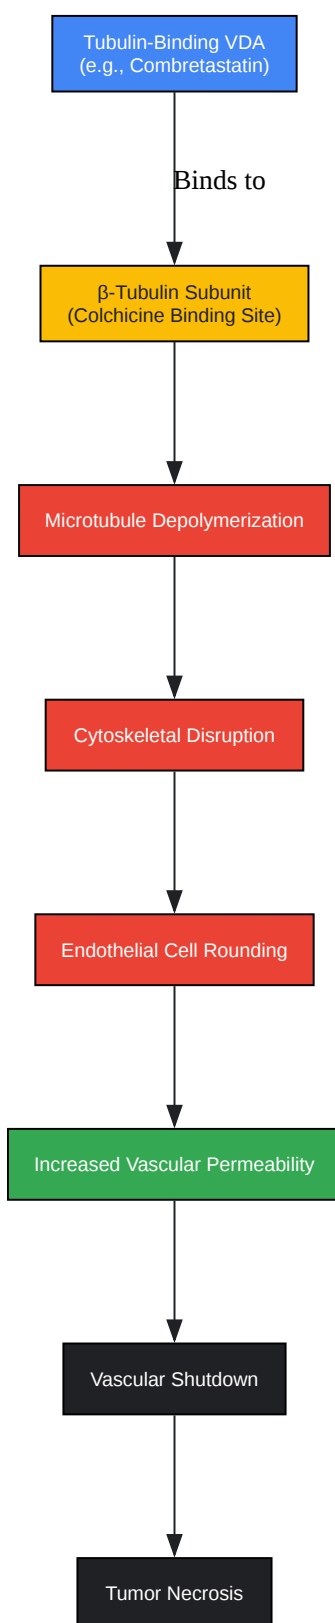 Tubulin-Binding VDA
(e.g., Combretastatin)
Binds to
β-Tubulin Subunit
(Colchicine Binding Site)
Microtubule Depolymerization
Cytoskeletal Disruption
Endothelial Cell Rounding
Increased Vascular Permeability
Vascular Shutdown
Tumor Necrosis